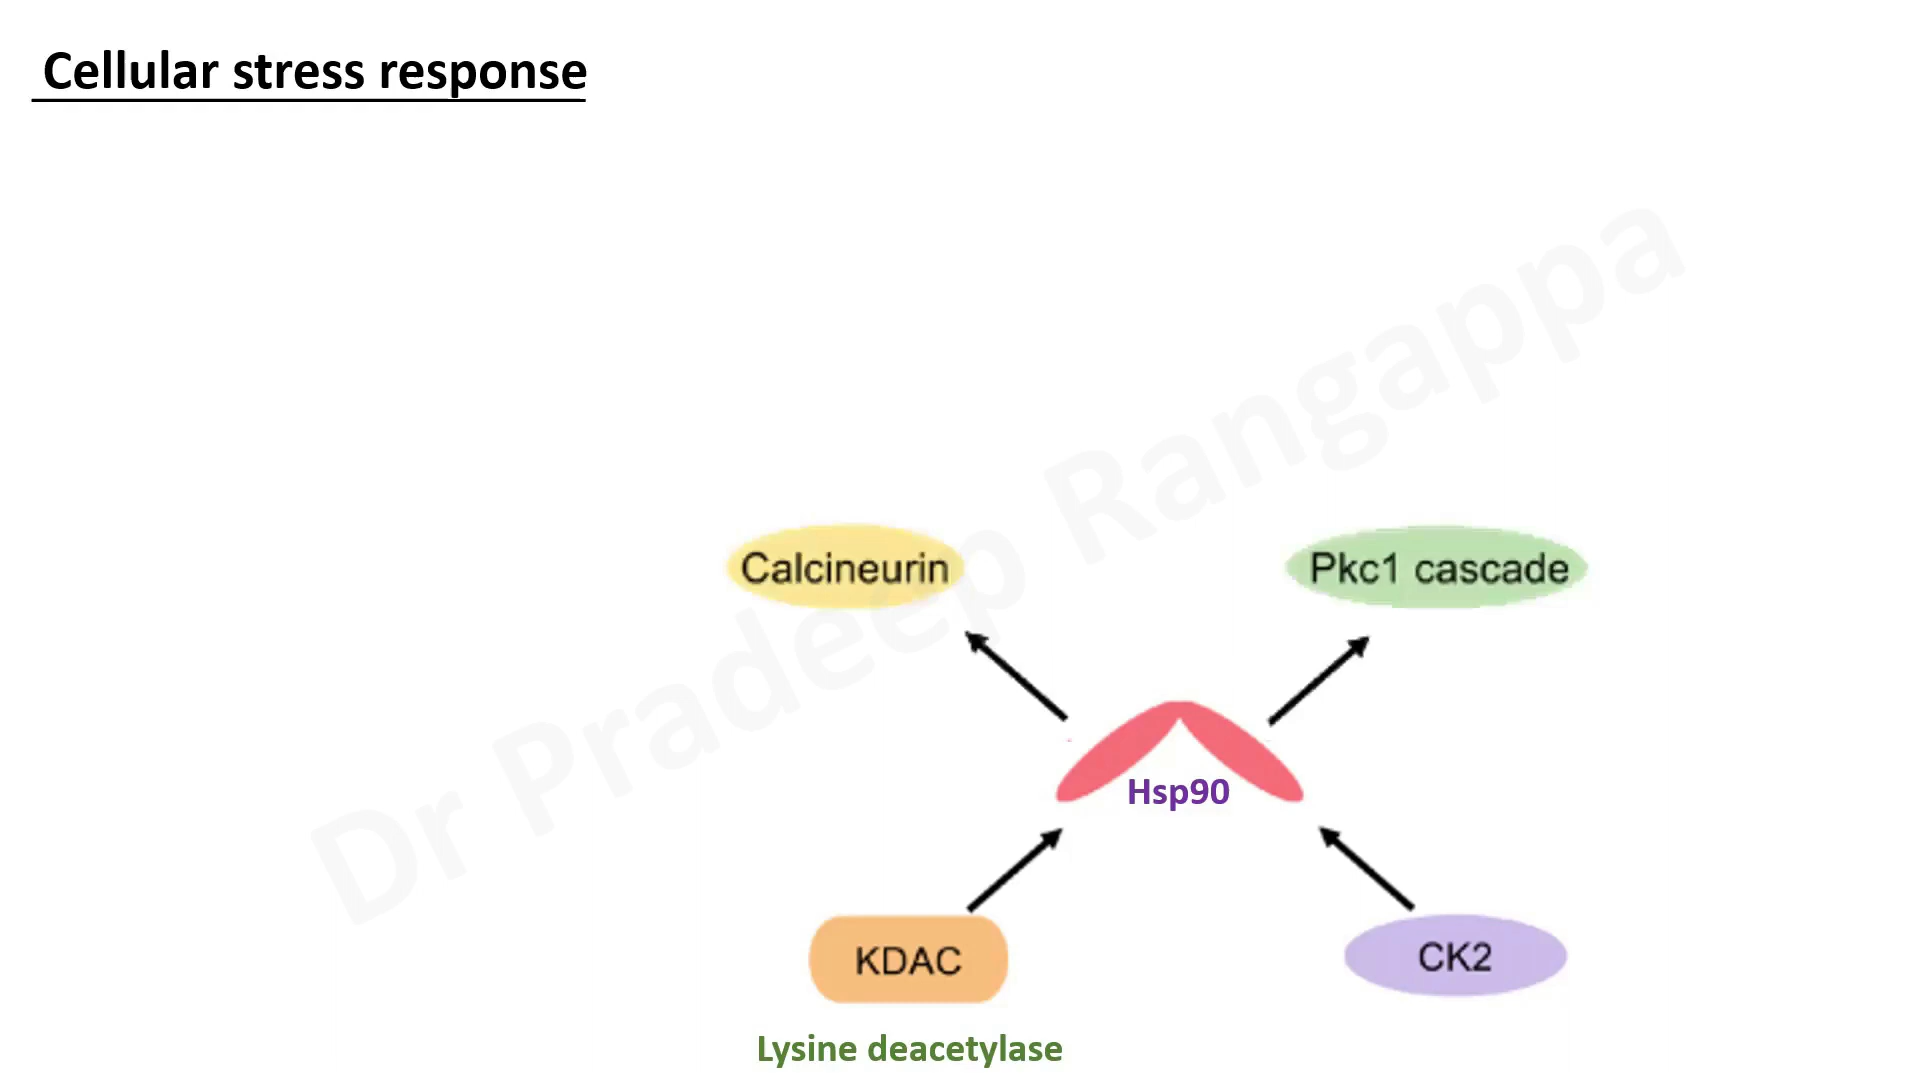 Cellular stress response
Dr Pradeep Rangappa
Calcineurin
Pkc1 cascade
Hsp90
KDAC
CK2
Lysine deacetylase